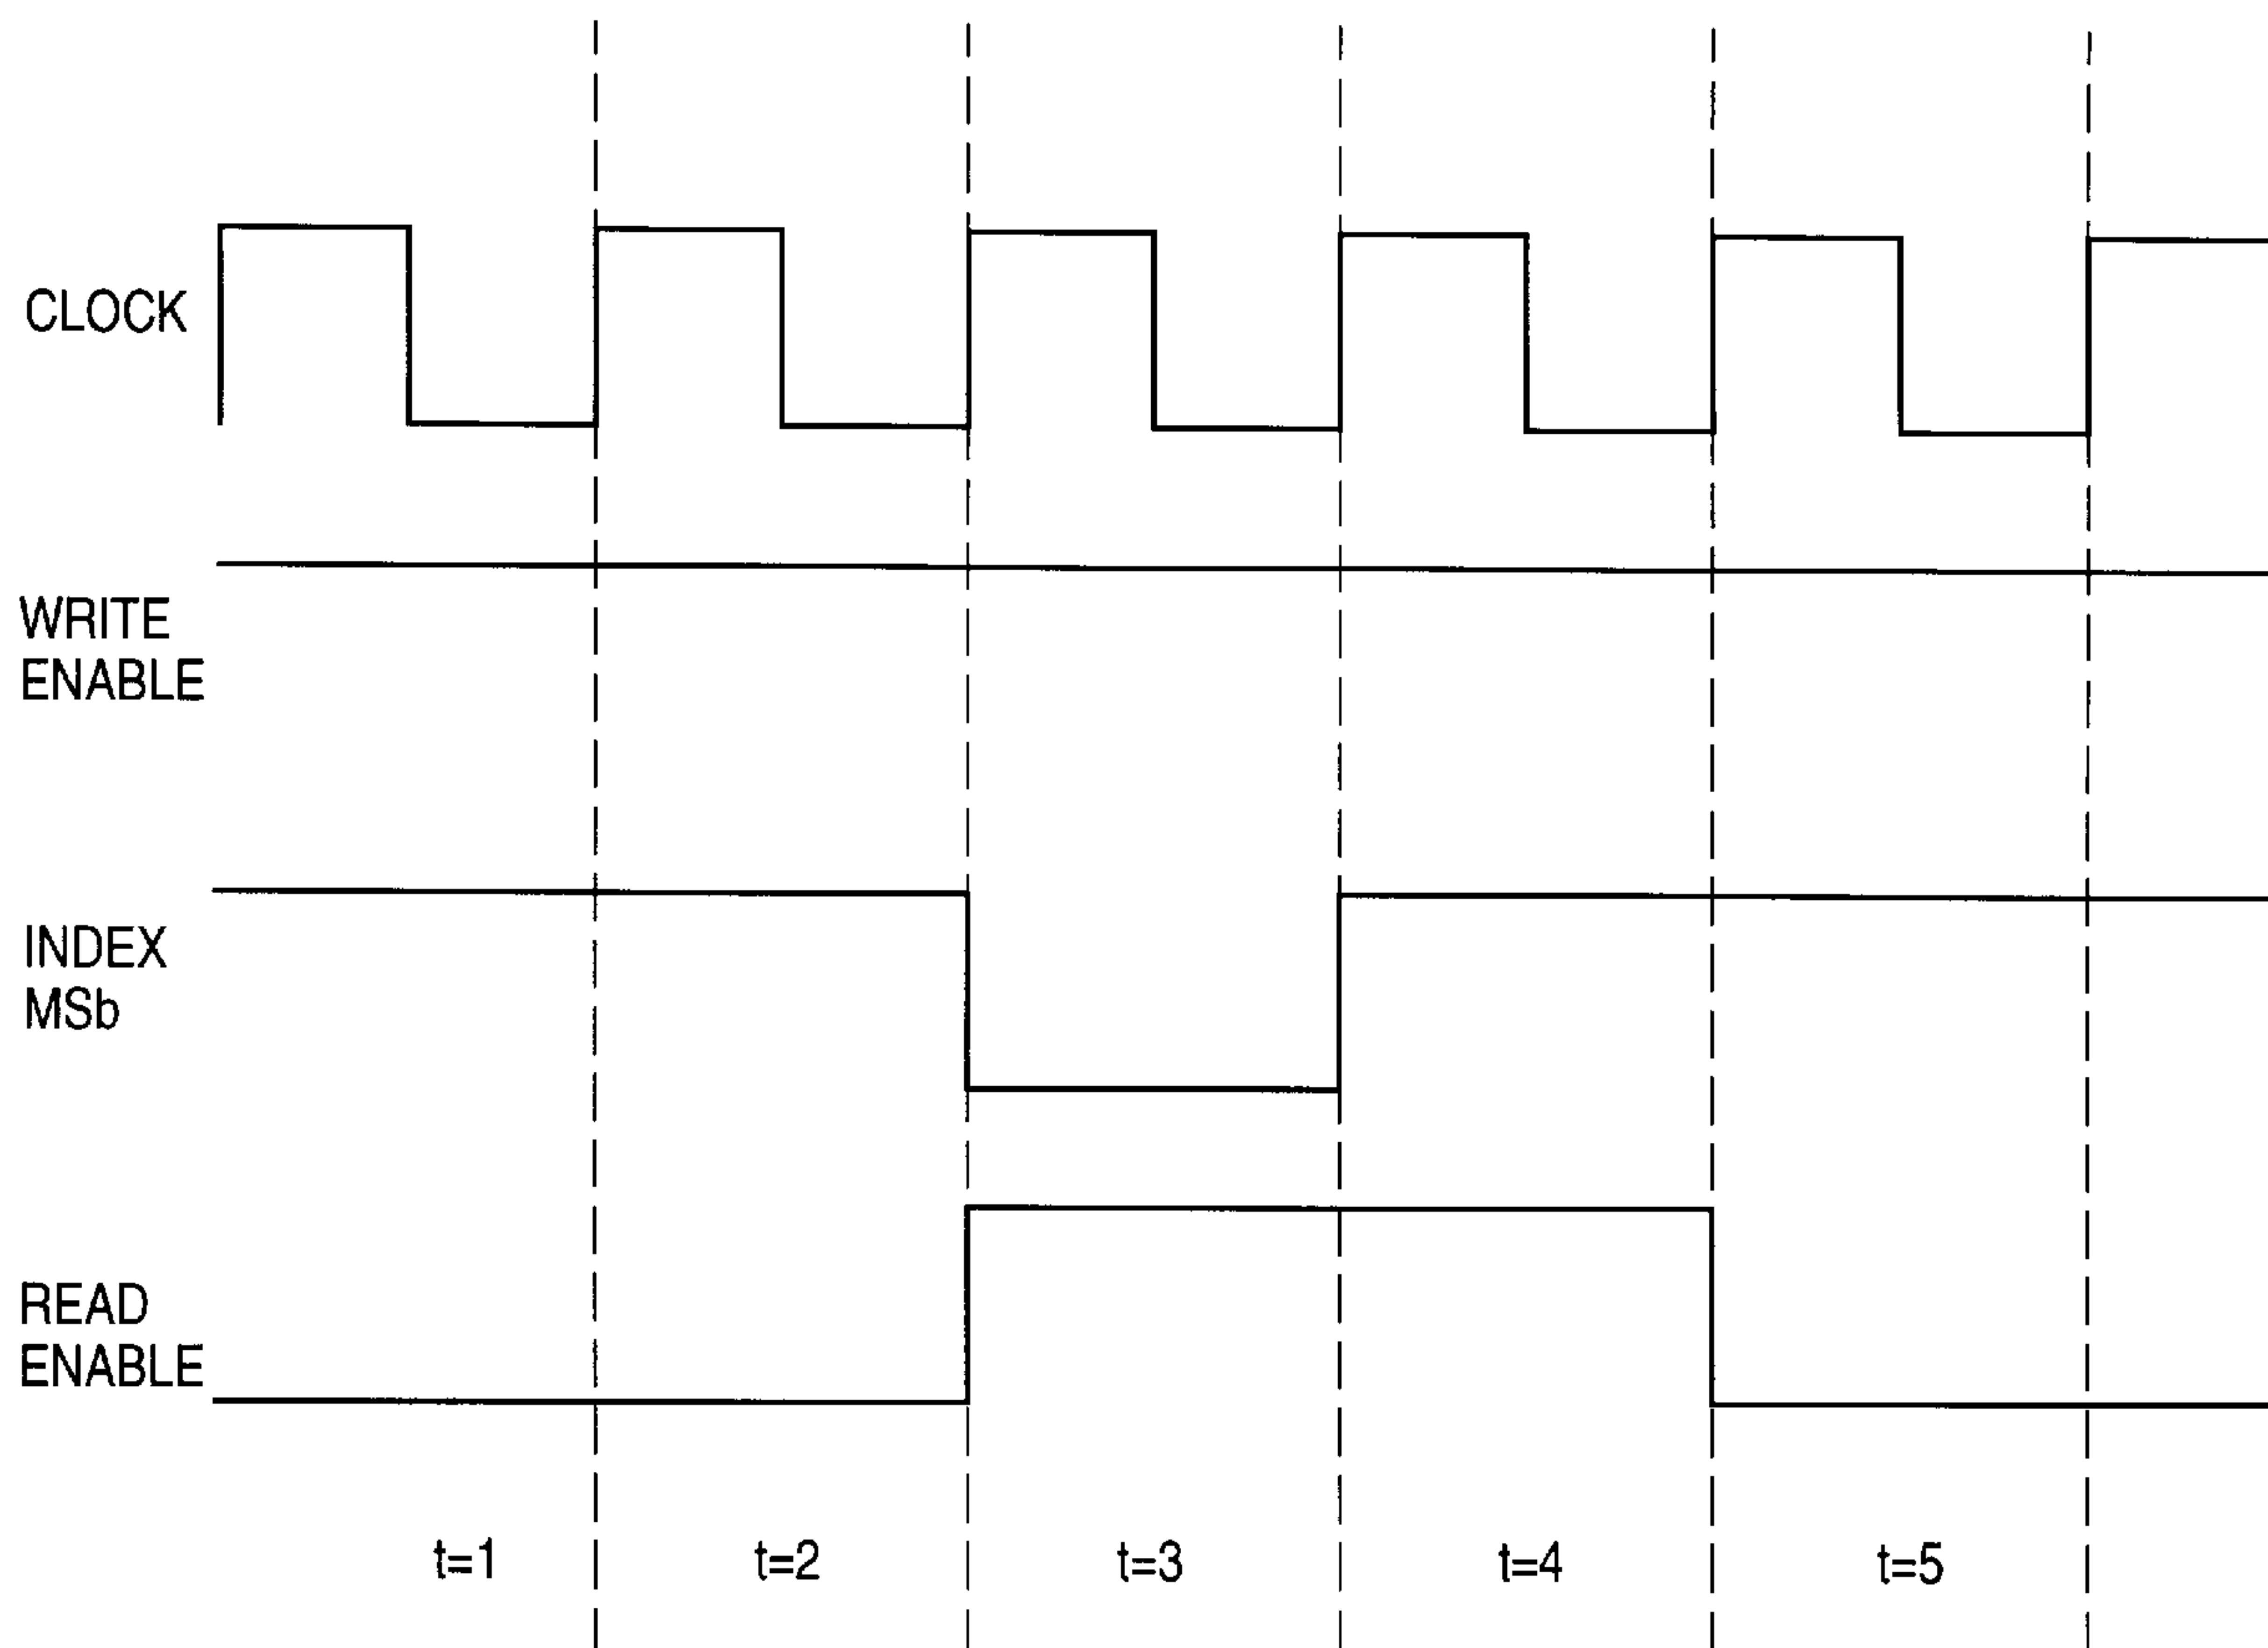 CLOCK
WRITE
ENABLE
INDEX
MSb
READ
ENABLE
t=1
t=2
t=3
t=4
t=5